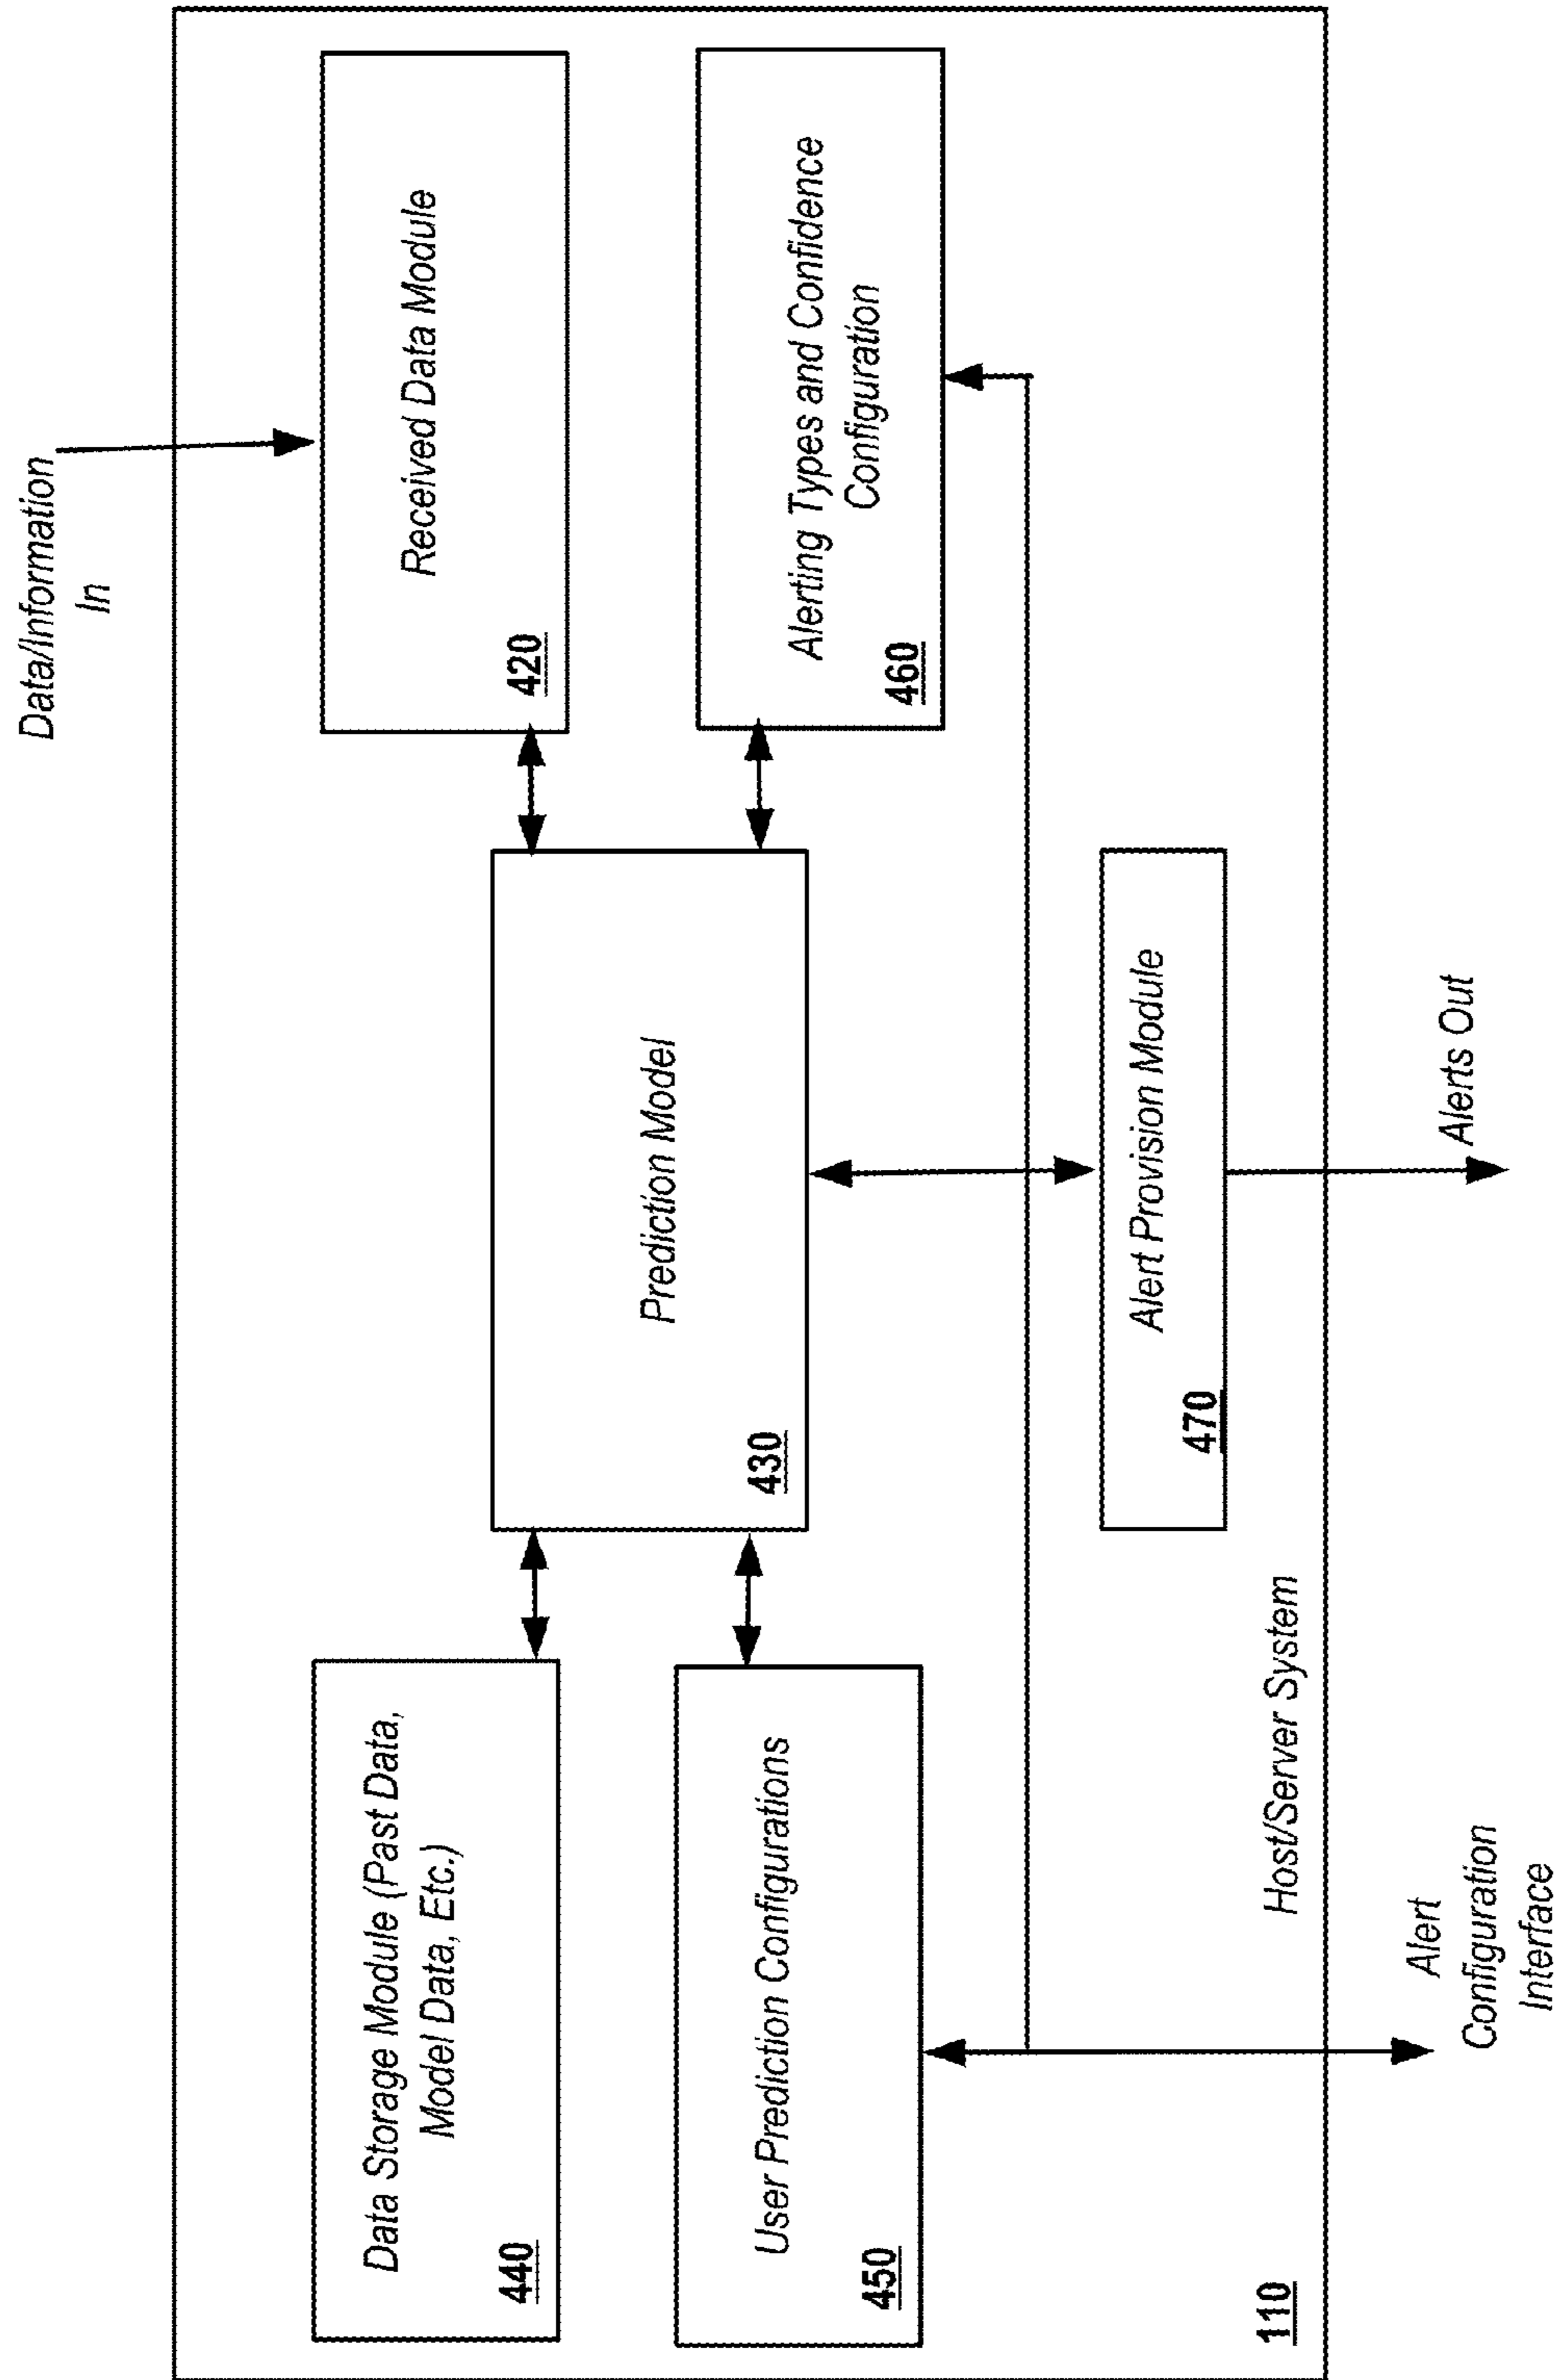 Data/Information
In
Data Storage Module (Past Data,
Model Data, Etc.)
440
Received Data Module
420
Prediction Model
430
User Prediction Configurations
450
Alerting Types and Confidence
Configuration
460
Alert Provision Module
470
Host/Server System
110
Alert
Configuration
Interface
Alerts Out